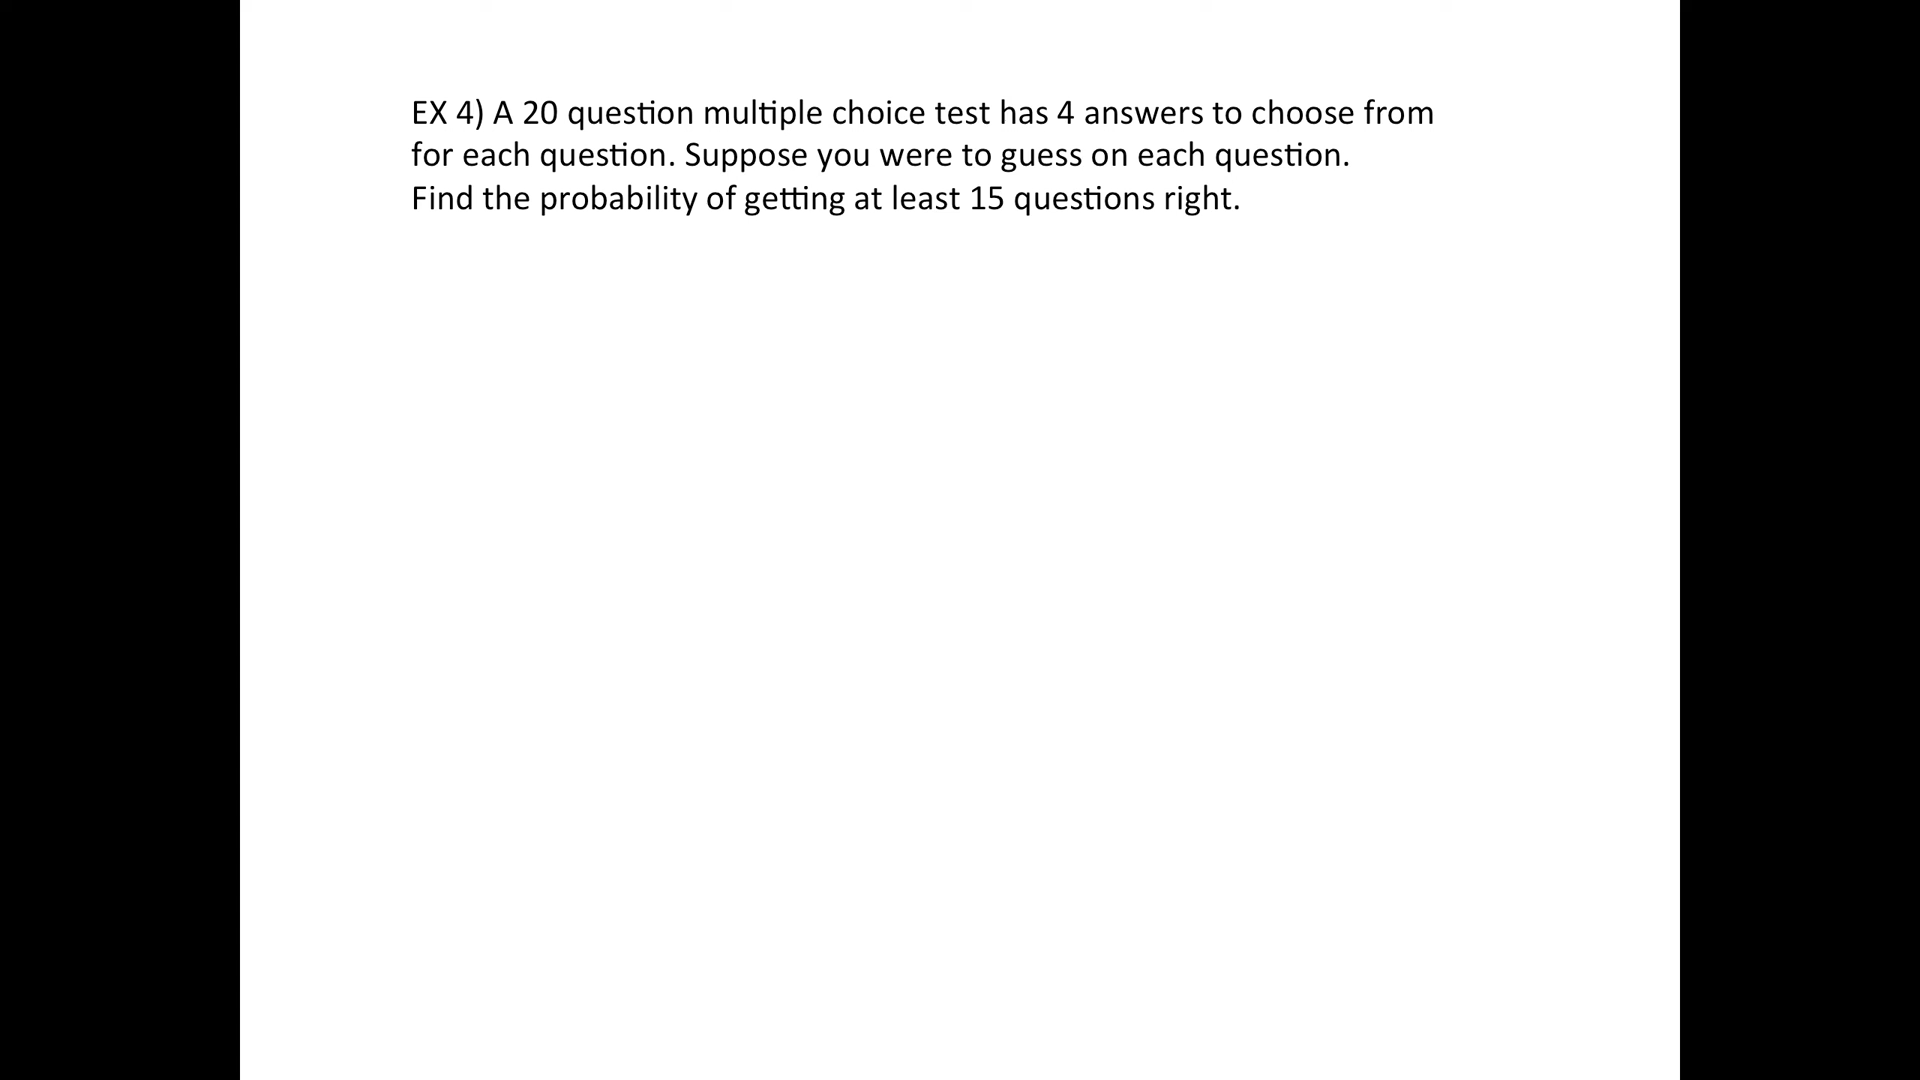 EX 4) A 20 question multiple choice test has 4 answers to choose from
for each question. Suppose you were to guess on each question.
Find the probability of getting at least 15 questions right.